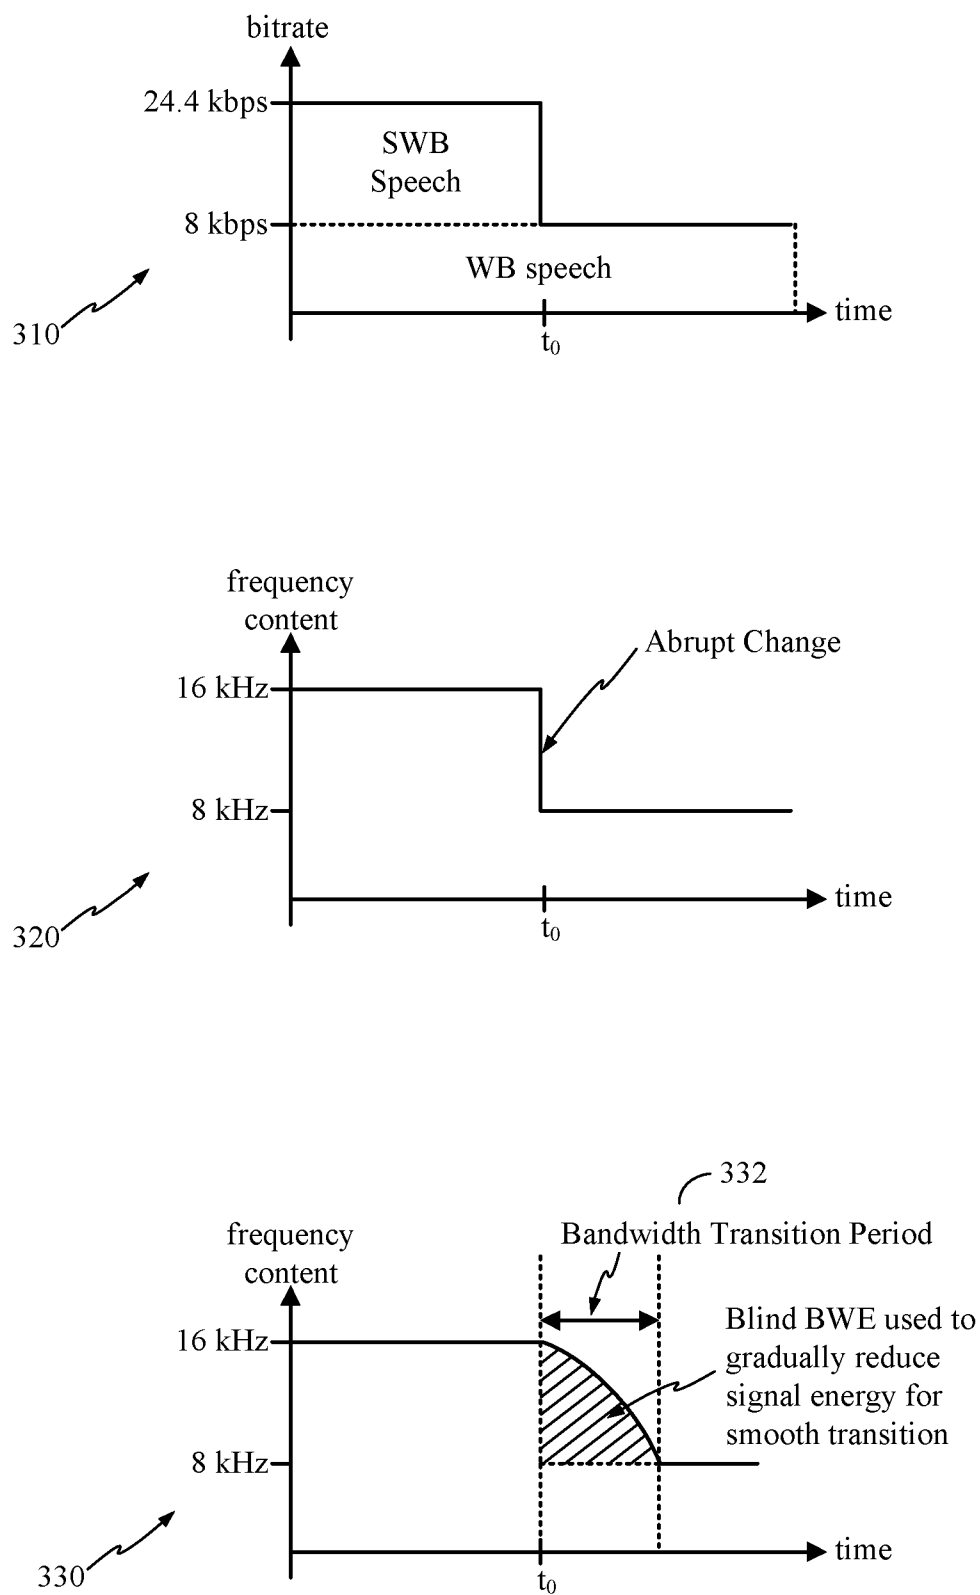 bitrate
24.4 kbps
SWB
Speech
8 kbps
WB speech
time
t0
310
frequency
content
Abrupt Change
16 kHz
8 kHz
time
t0
320
332
Bandwidth Transition Period
frequency
content
16 kHz
Blind BWE used to
gradually reduce
signal energy for
smooth transition
8 kHz
time
t0
330